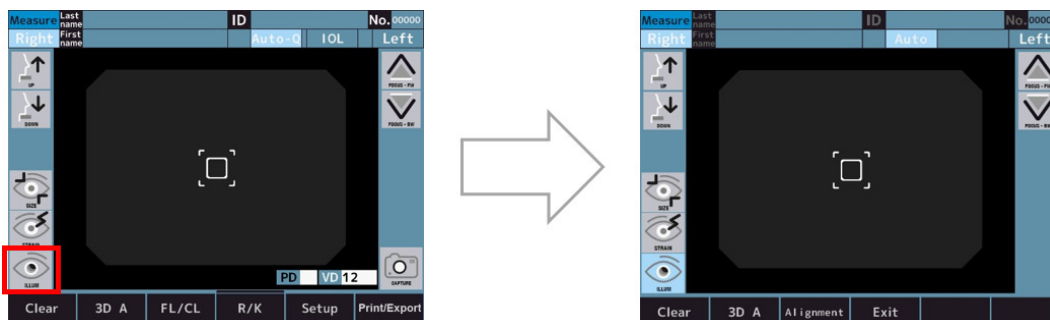 Measure Last name ID No. 00000
Right First name Auto-Q IOL Left
UP
FOCUS - FW
DOWN
FOCUS - BW
SIZE
STRAIN
ILLUM
CAPTURE
PD VD 12
Clear 3D A FL/CL R/K Setup Print/Export
Measure Last name ID No. 0000
Right First name Auto Left
UP
FOCUS - FW
DOWN
FOCUS - BW
SIZE
STRAIN
ILLUM
Clear 3D A Alignment Exit